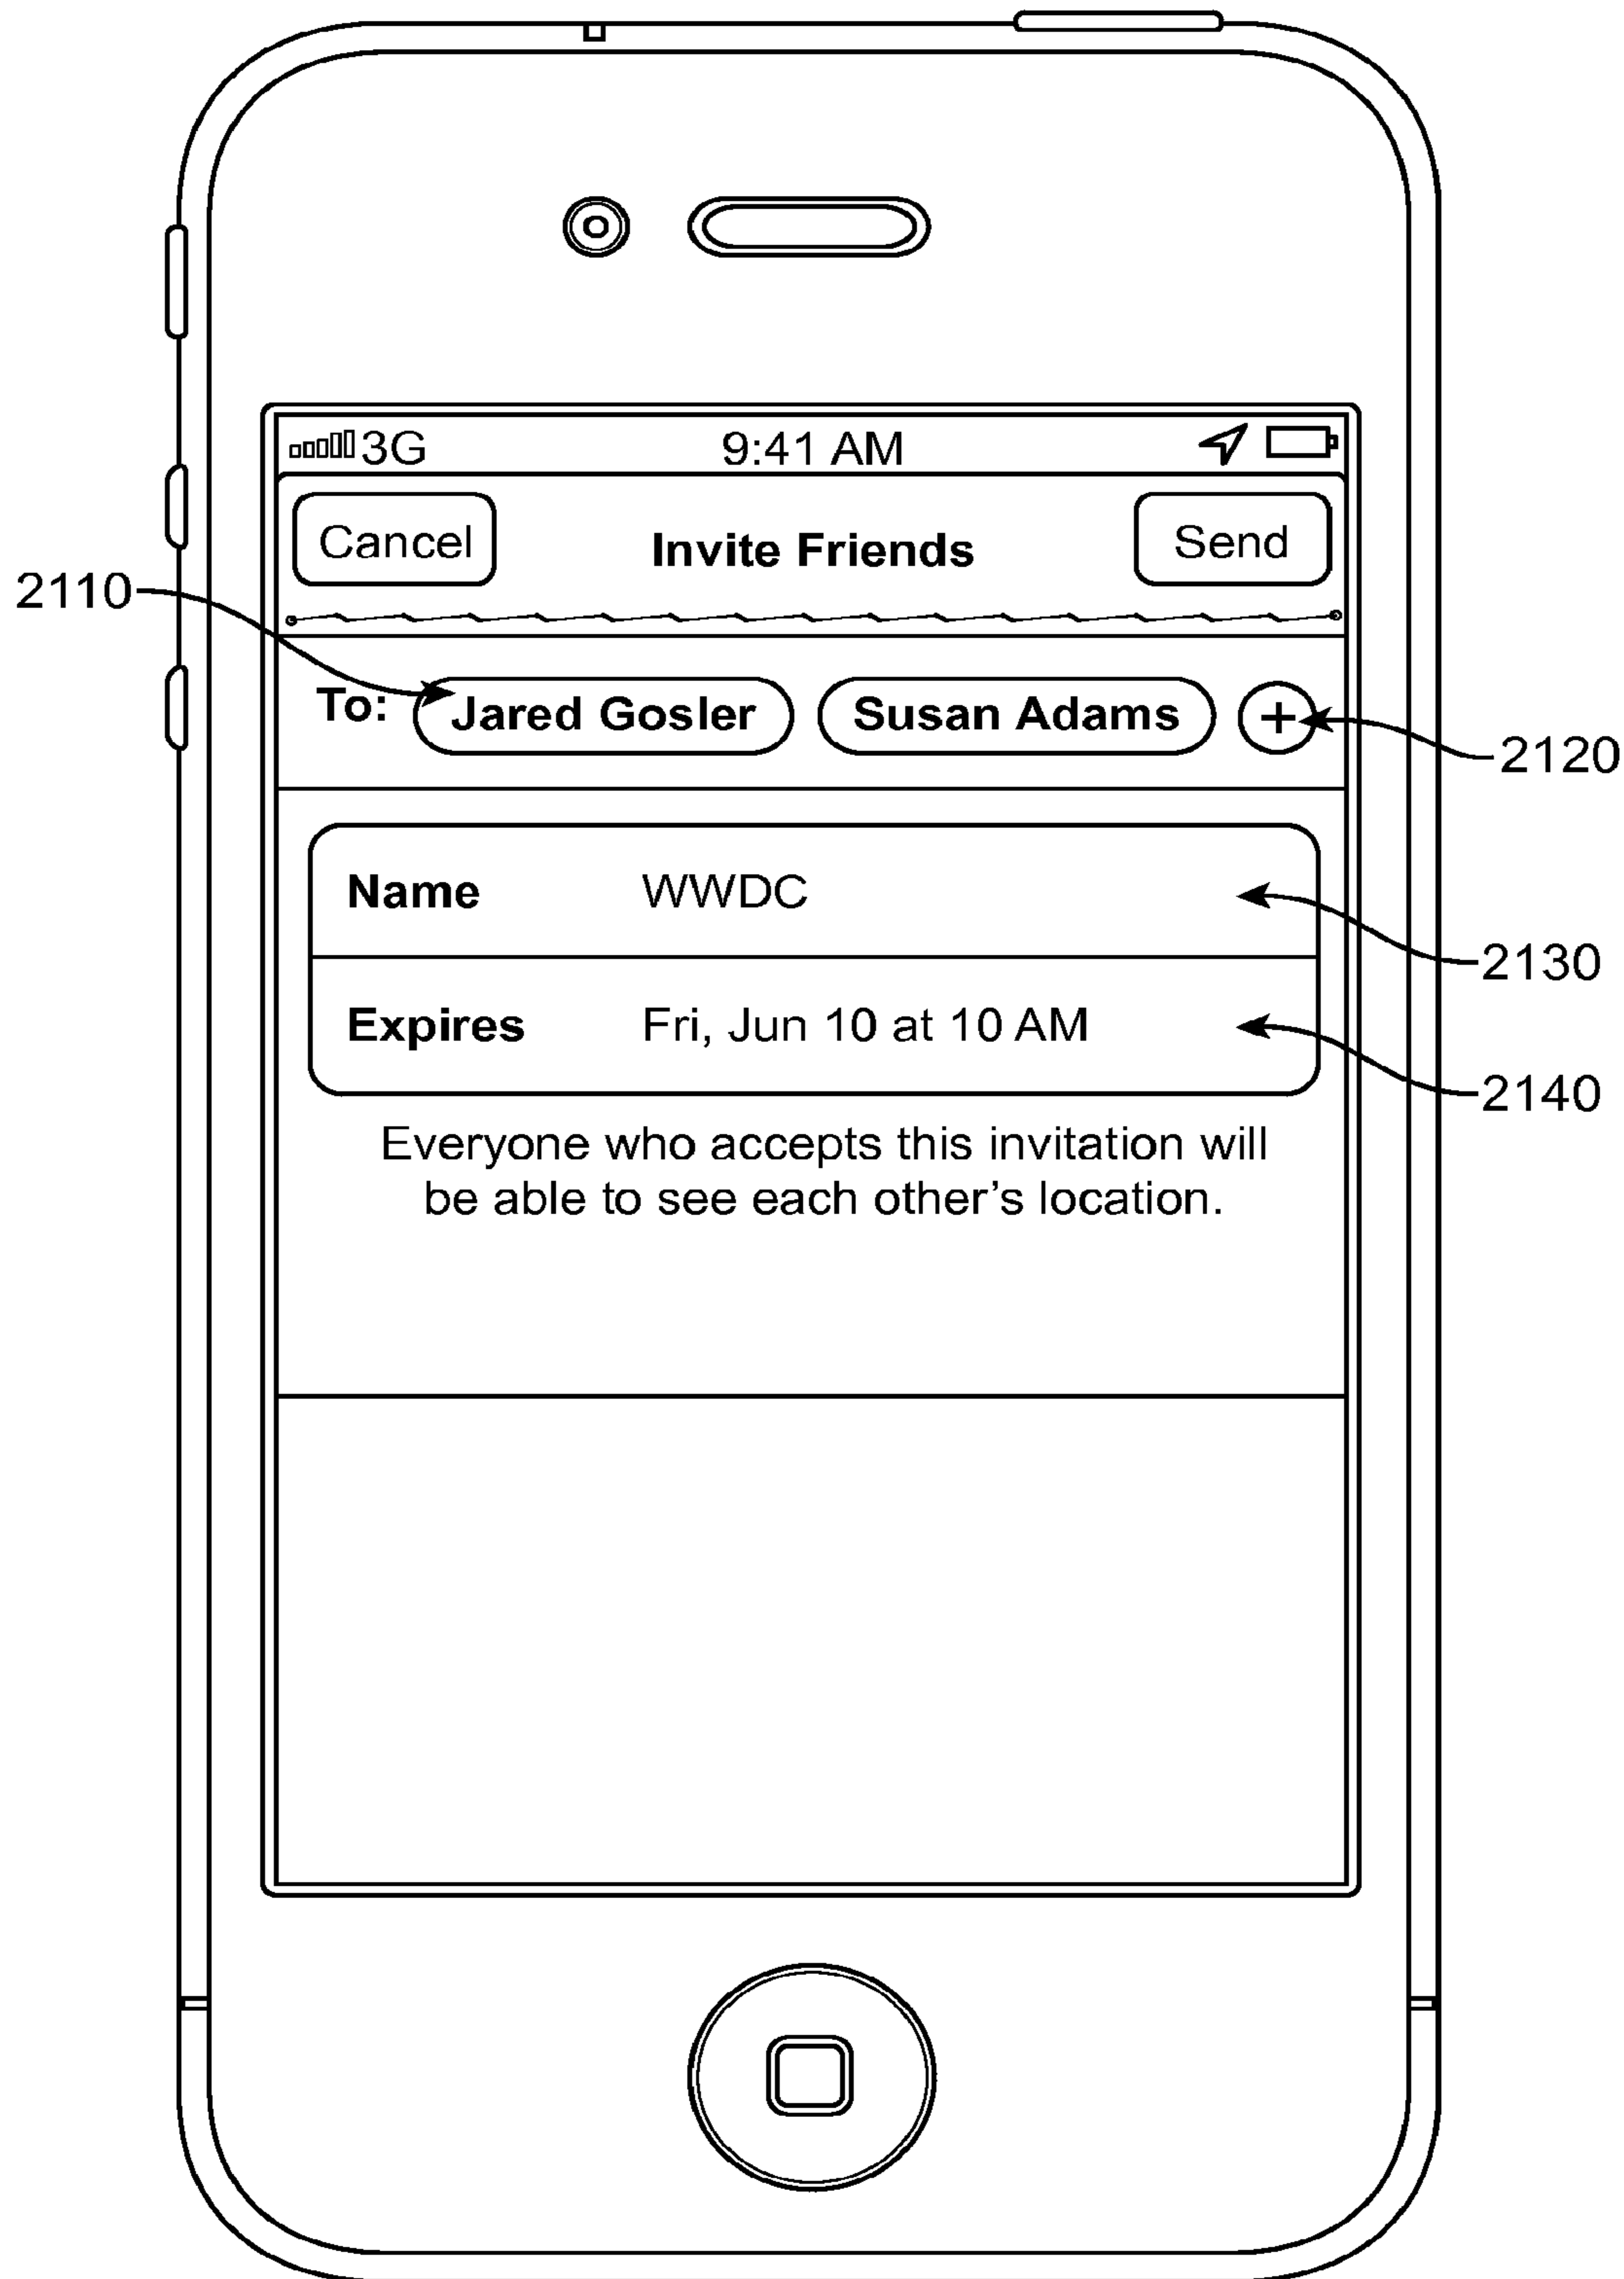 3G 9:41 AM
Cancel Invite Friends Send
2110
To: Jared Gosler Susan Adams +
2120
Name WWDC
2130
Expires Fri, Jun 10 at 10 AM
2140
Everyone who accepts this invitation will
be able to see each other's location.